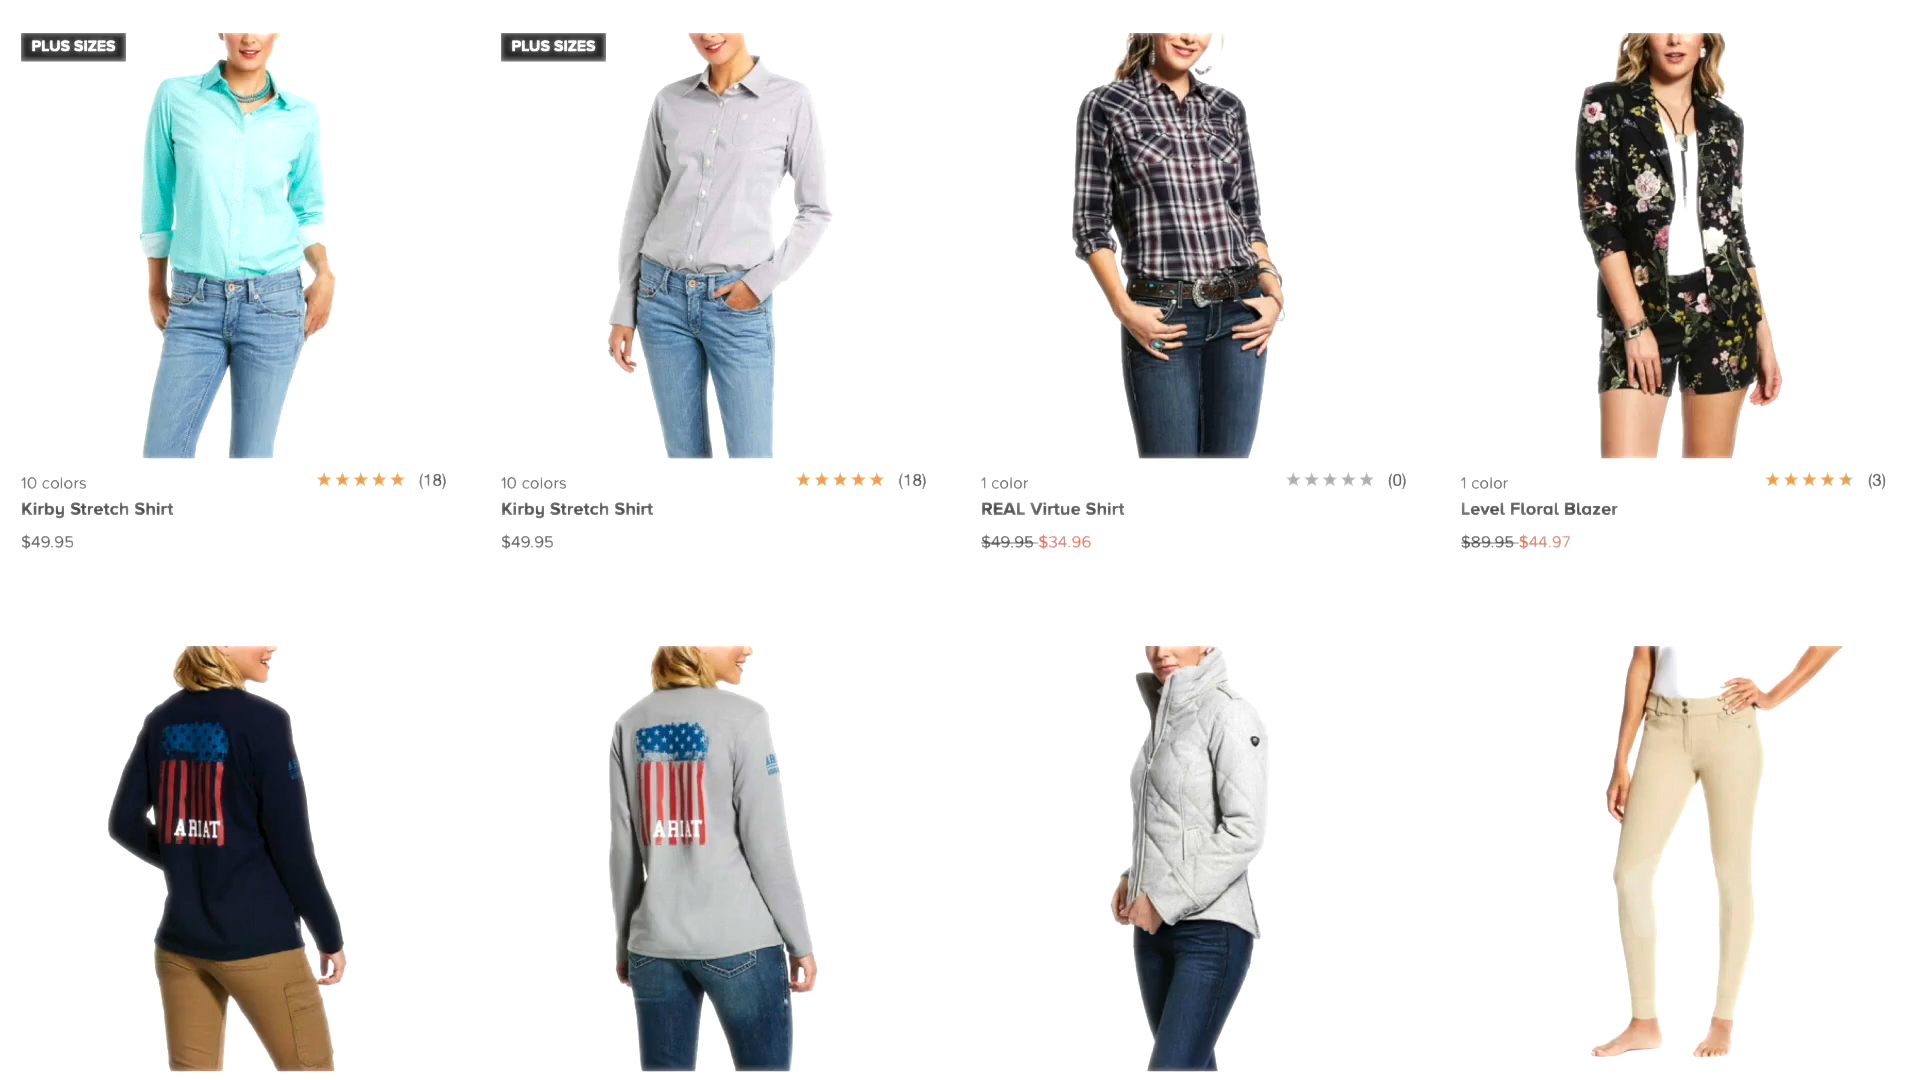 PLUS SIZES
PLUS SIZES
10 colors
(18)
10 colors
(18)
1 color
(0)
1 color
(3)
Kirby Stretch Shirt
Kirby Stretch Shirt
REAL Virtue Shirt
Level Floral Blazer
$49.95
$49.95
$49.95 $34.96
$89.95 $44.97
ARIAT
ARIAT